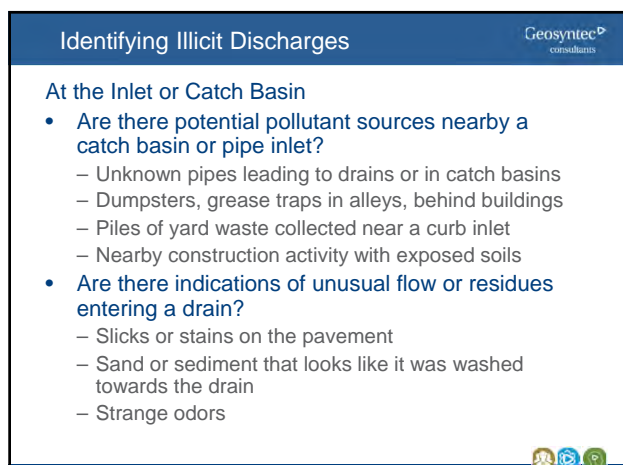 Identifying Illicit Discharges
Geosyntec
consultants
At the Inlet or Catch Basin
• Are there potential pollutant sources nearby a
catch basin or pipe inlet?
– Unknown pipes leading to drains or in catch basins
– Dumpsters, grease traps in alleys, behind buildings
– Piles of yard waste collected near a curb inlet
– Nearby construction activity with exposed soils
• Are there indications of unusual flow or residues
entering a drain?
– Slicks or stains on the pavement
– Sand or sediment that looks like it was washed
towards the drain
– Strange odors